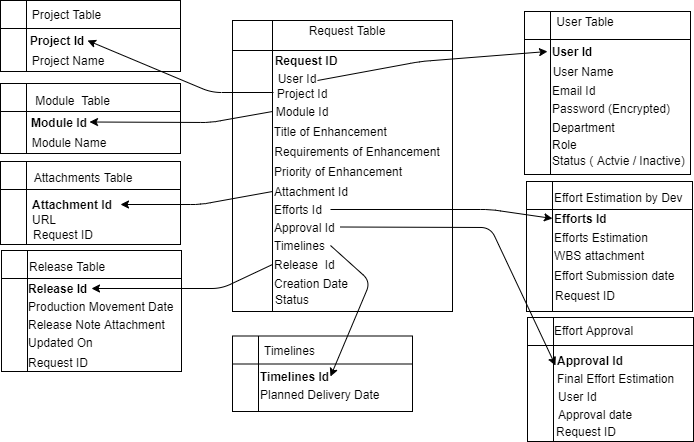 Project Table
Project Id
Project Name
Module Table
Module Id
Module Name
Attachments Table
Attachment Id
URL
Request ID
Release Table
Release Id
Production Movement Date
Release Note Attachment
Updated On
Request ID
Request Table
Request ID
User Id
Project Id
Module Id
Title of Enhancement
Requirements of Enhancement
Priority of Enhancement
Attachment Id
Efforts Id
Approval Id
Timelines
Release Id
Creation Date
Status
Timelines
Timelines Id
Planned Delivery Date
User Table
User Id
User Name
Email Id
Password (Encrypted)
Department
Role
Status ( Actvie / Inactive)
Effort Estimation by Dev
Efforts Id
Efforts Estimation
WBS attachment
Effort Submission date
Request ID
Effort Approval
Approval Id
Final Effort Estimation
User Id
Approval date
Request ID